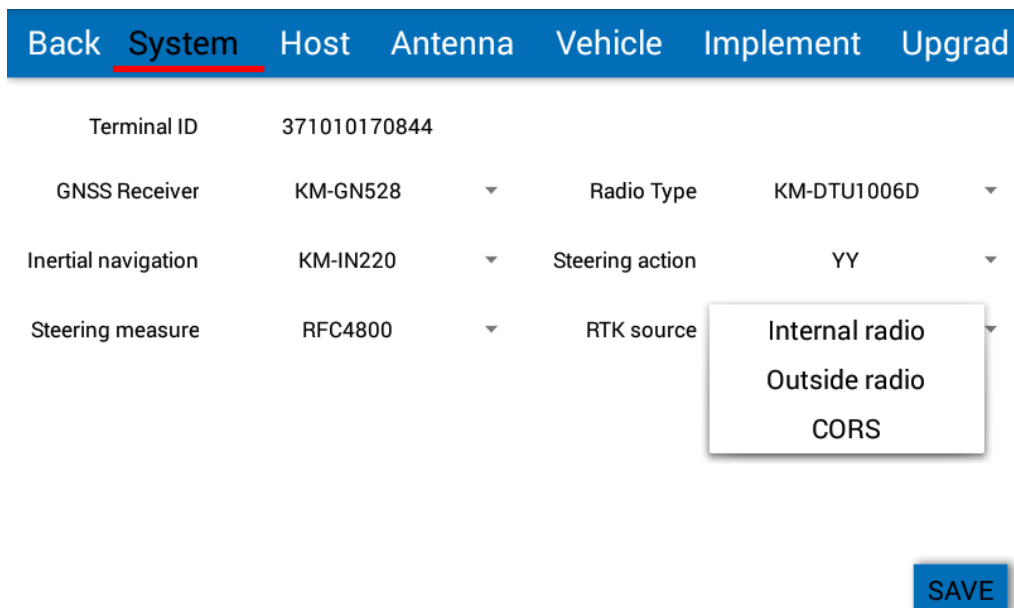 Back System Host Antenna Vehicle Implement Upgrad
Terminal ID 371010170844
GNSS Receiver KM-GN528 Radio Type KM-DTU1006D
Inertial navigation KM-IN220 Steering action YY
Steering measure RFC4800 RTK source Internal radio
Outside radio
CORS
SAVE